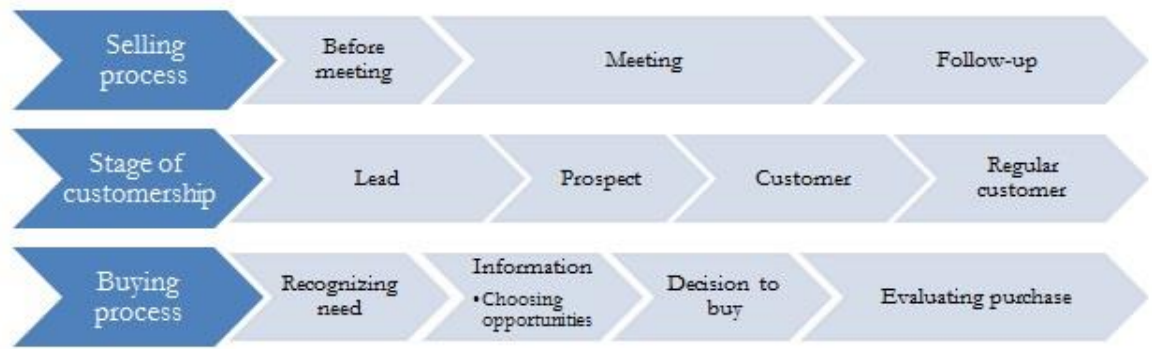 Selling
process
Before
meeting
Meeting
Follow-up
Stage of
customership
Lead
Prospect
Customer
Regular
customer
Buying
process
Recognizing
need
Information
•Choosing
opportunities
Decision to
buy
Evaluating purchase